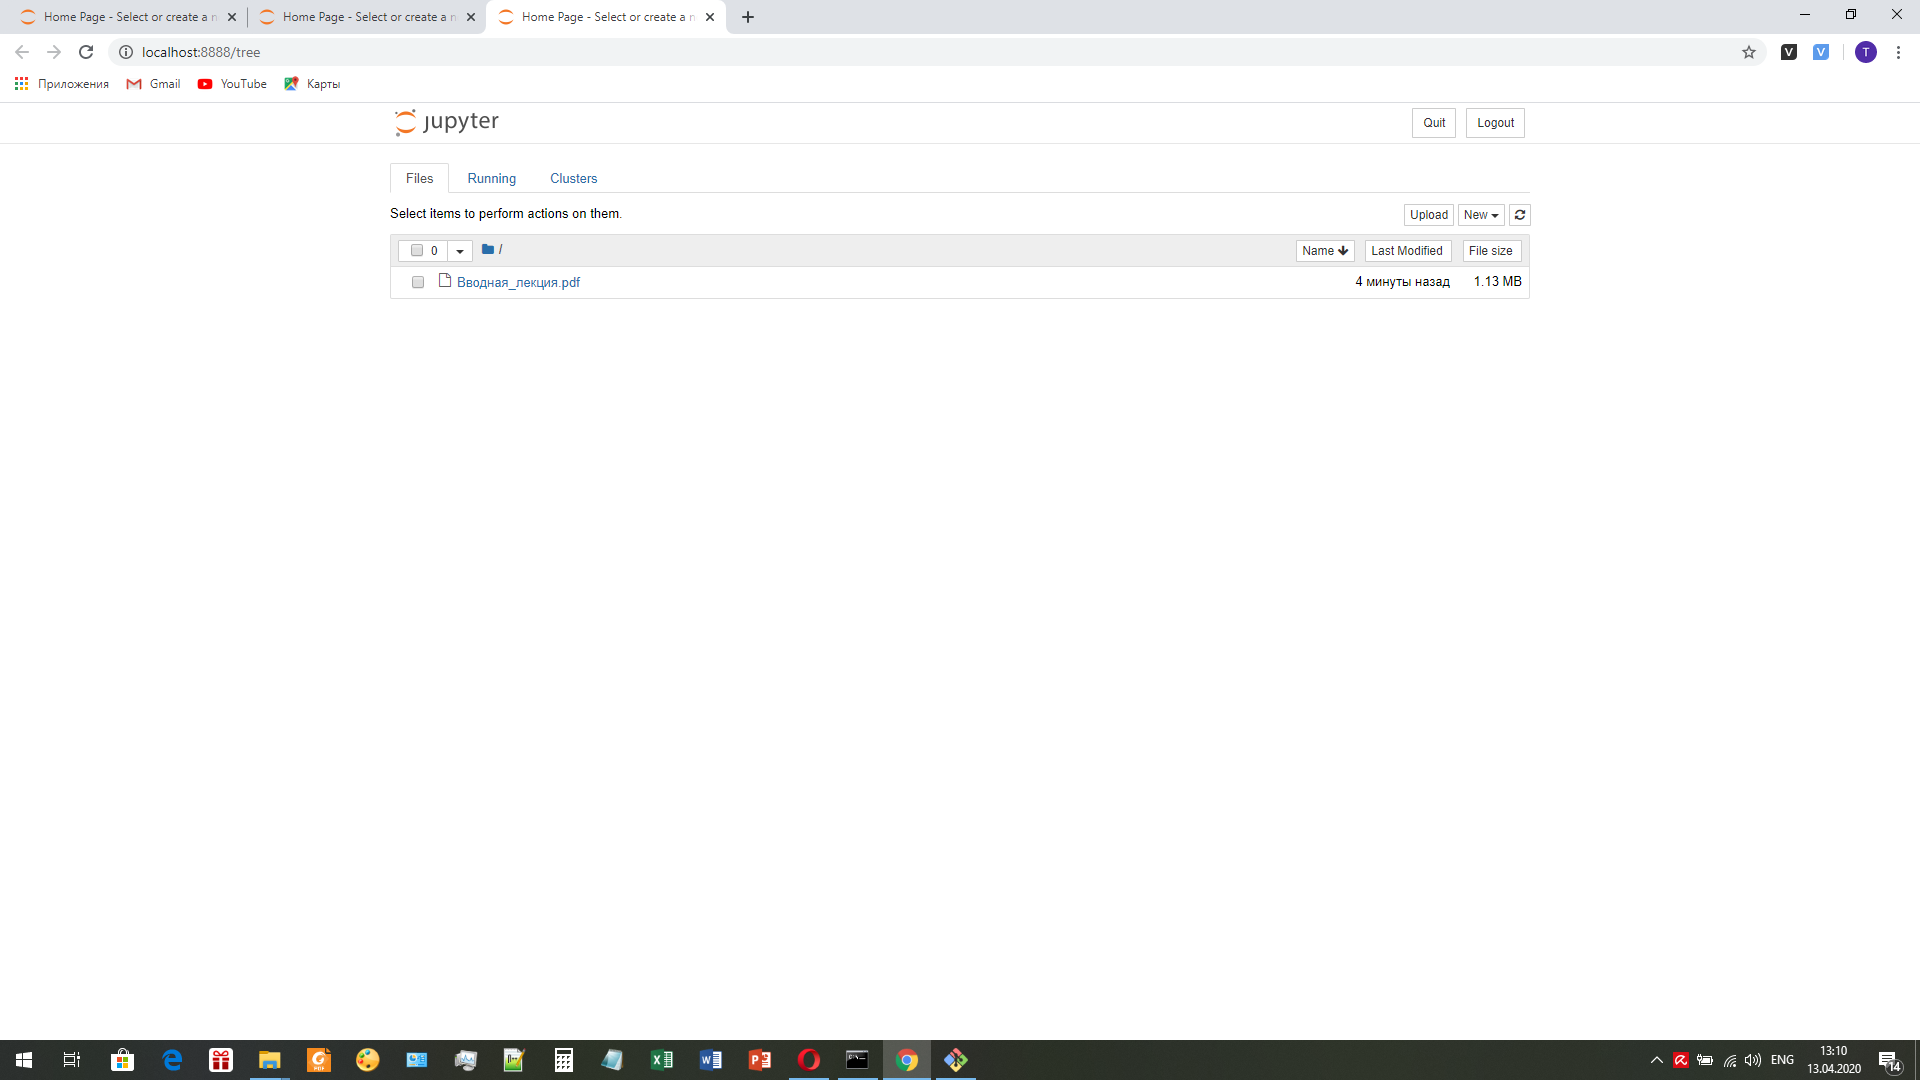 Home Page - Select or create a n
Home Page - Select or create a n
Home Page - Select or create a n
localhost:8888/tree
Приложения
Gmail
YouTube
Карты
jupyter
Quit
Logout
Files
Running
Clusters
Select items to perform actions on them.
Upload
New
0
/
Name
Last Modified
File size
Вводная_лекция.pdf
4 минуты назад
1.13 MB
ENG
13:10
13.04.2020
14